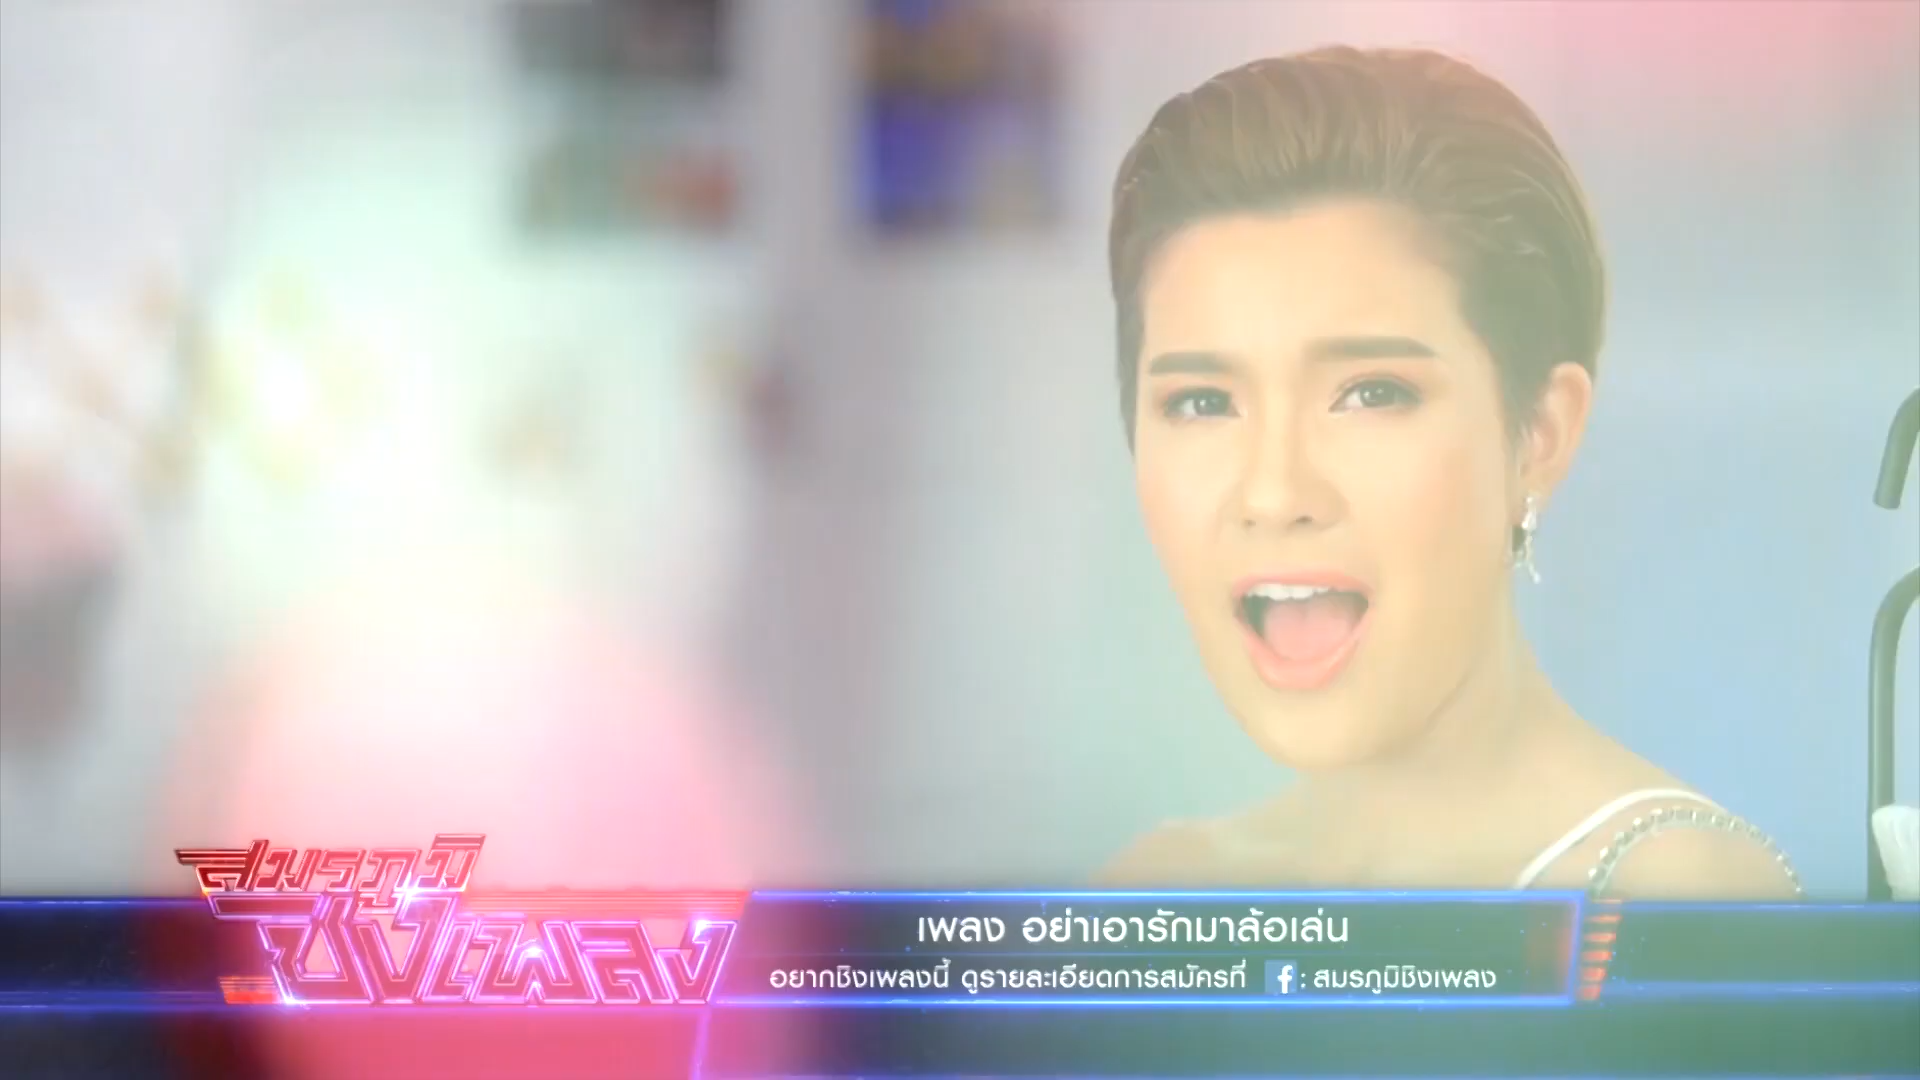 สมรภูมิ
ชิงเพลง
เพลง อย่าเอารักมาล้อเล่น
อยากชิงเพลงนี้ ดูรายละเอียดการสมัครที่ f : สมรภูมิชิงเพลง